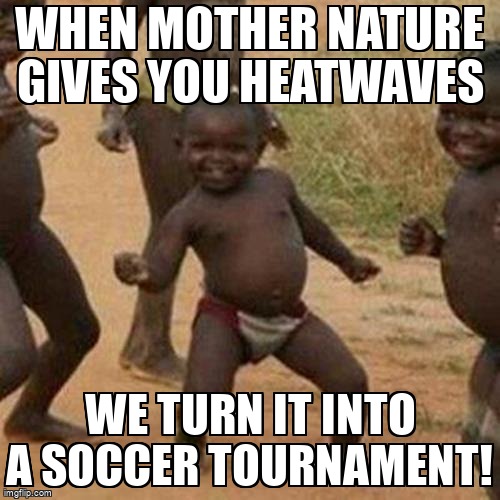 WHEN MOTHER NATURE
GIVES YOU HEATWAVES
WE TURN IT INTO
A SOCCER TOURNAMENT!
imgflip.com